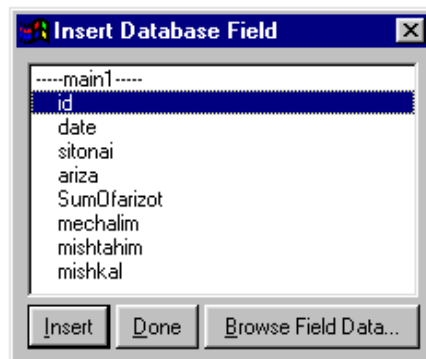 Insert Database Field
-----main1-----
id
date
sitonai
ariza
SumOfarizot
mechalim
mishtahim
mishkal
Insert Done Browse Field Data...